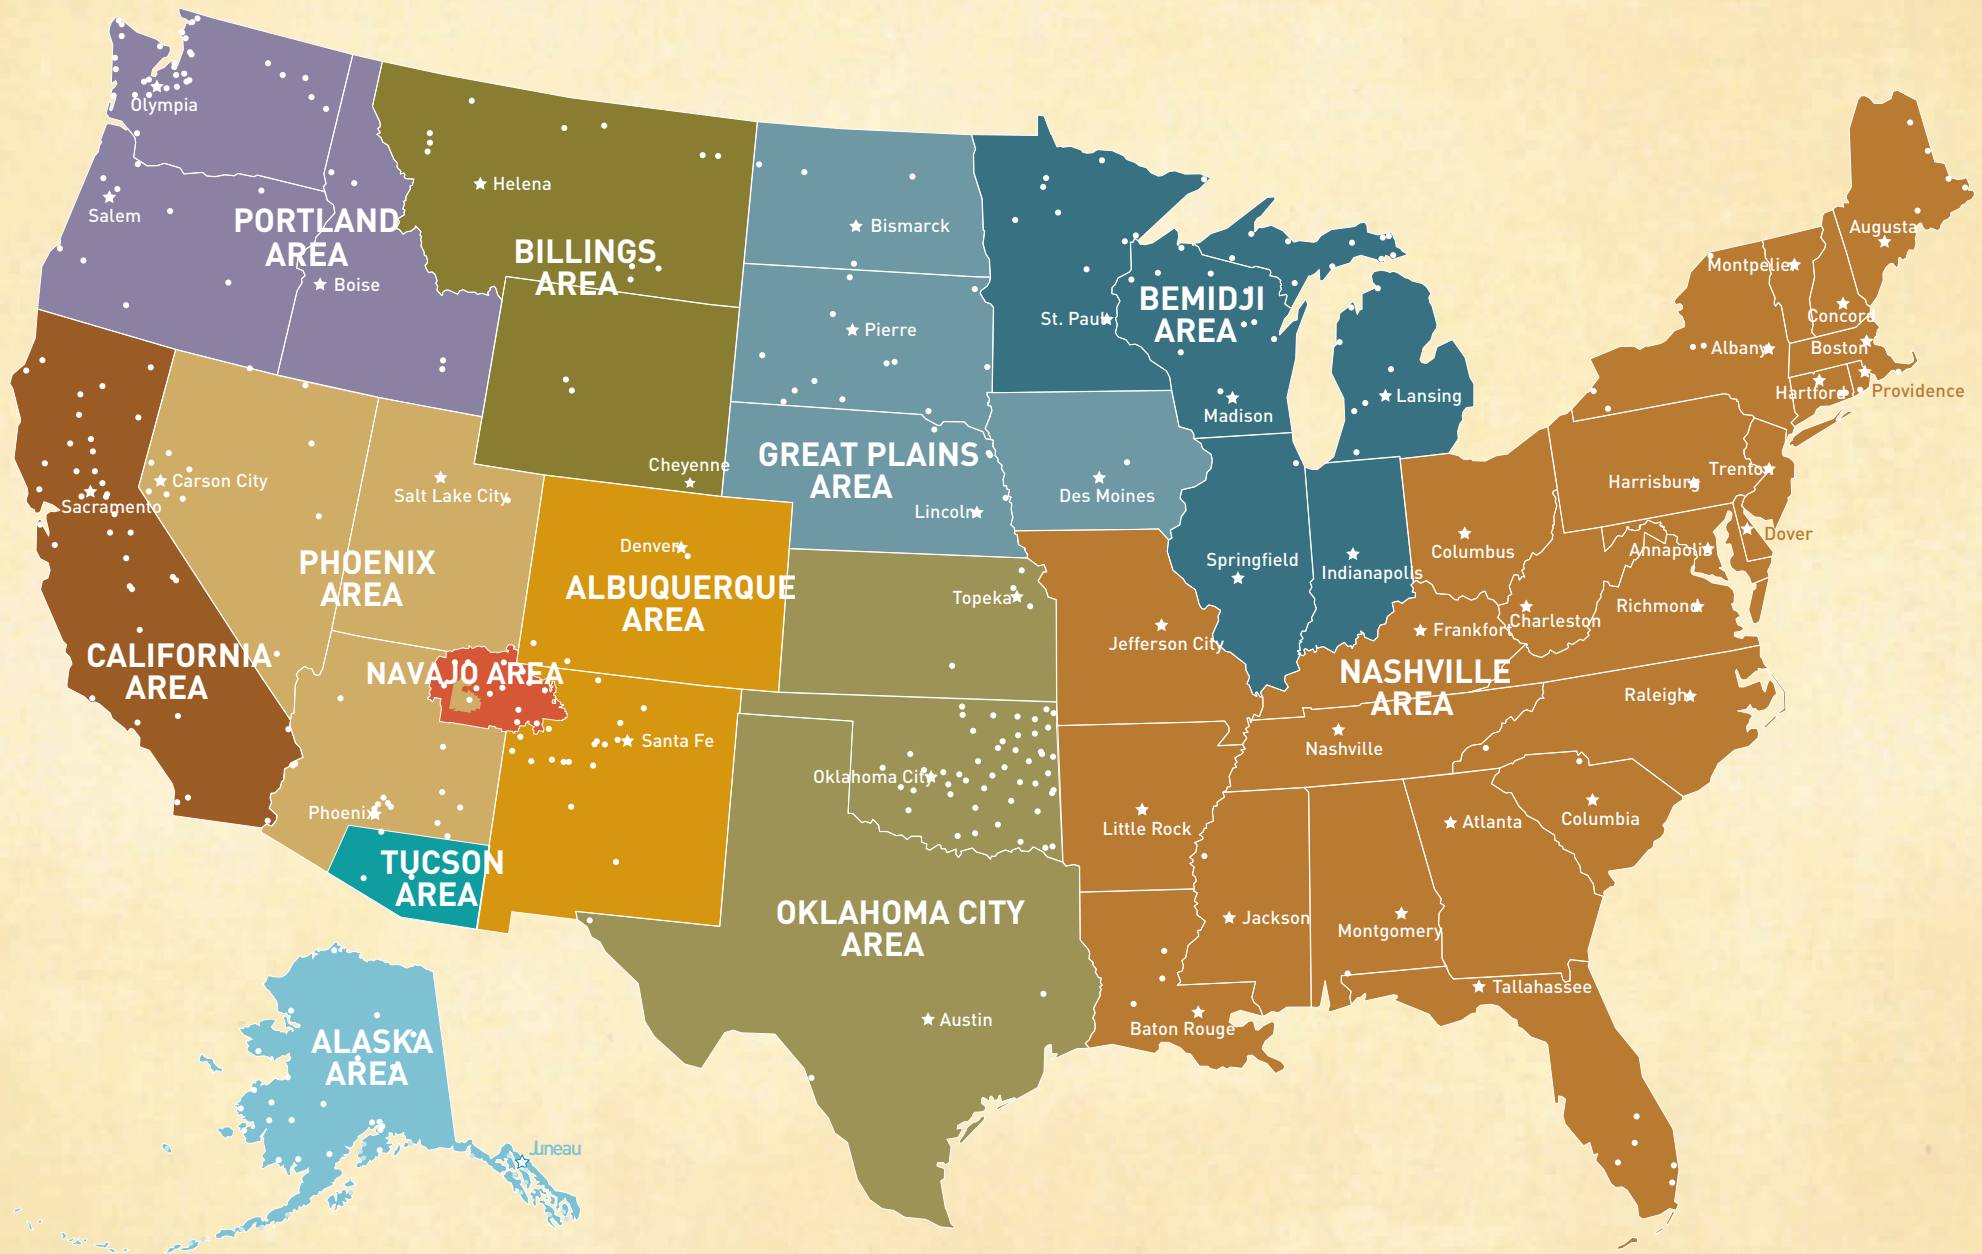 Olympia
Salem
PORTLAND
AREA
Boise
Helena
BILLINGS
AREA
Cheyenne
Bismarck
Pierre
GREAT PLAINS
AREA
Lincoln
Des Moines
St. Paul
BEMIDJI
AREA
Madison
Lansing
Springfield
Indianapolis
Augusta
Montpelier
Concord
Albany
Boston
Hartford
Providence
Trenton
Harrisburg
Dover
Annapolis
Columbus
Charleston
Richmond
Frankfort
NASHVILLE
AREA
Raleigh
Nashville
Columbia
Atlanta
Montgomery
Tallahassee
Jackson
Baton Rouge
Little Rock
Jefferson City
Topeka
Oklahoma City
OKLAHOMA CITY
AREA
Austin
Denver
ALBUQUERQUE
AREA
Santa Fe
NAVAJO AREA
Salt Lake City
Carson City
PHOENIX
AREA
Phoenix
TUCSON
AREA
Sacramento
CALIFORNIA
AREA
ALASKA
AREA
Juneau